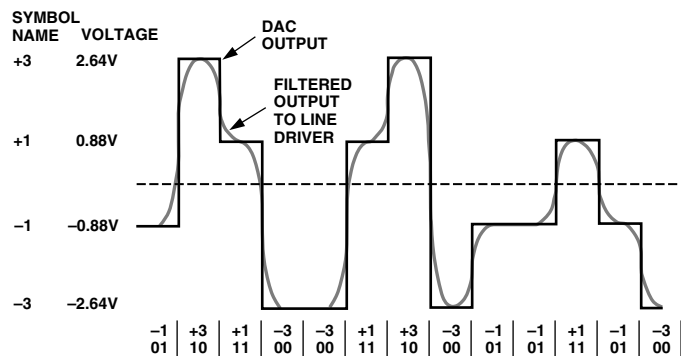 SYMBOL
NAME VOLTAGE
DAC
OUTPUT
+3 2.64V
FILTERED
OUTPUT
TO LINE
DRIVER
+1 0.88V
–1 –0.88V
–3 –2.64V
–1 +3 +1 –3 –3 +1 +3 –3 –1 –1 +1 –1 –3
01 10 11 00 00 11 10 00 01 01 11 01 00